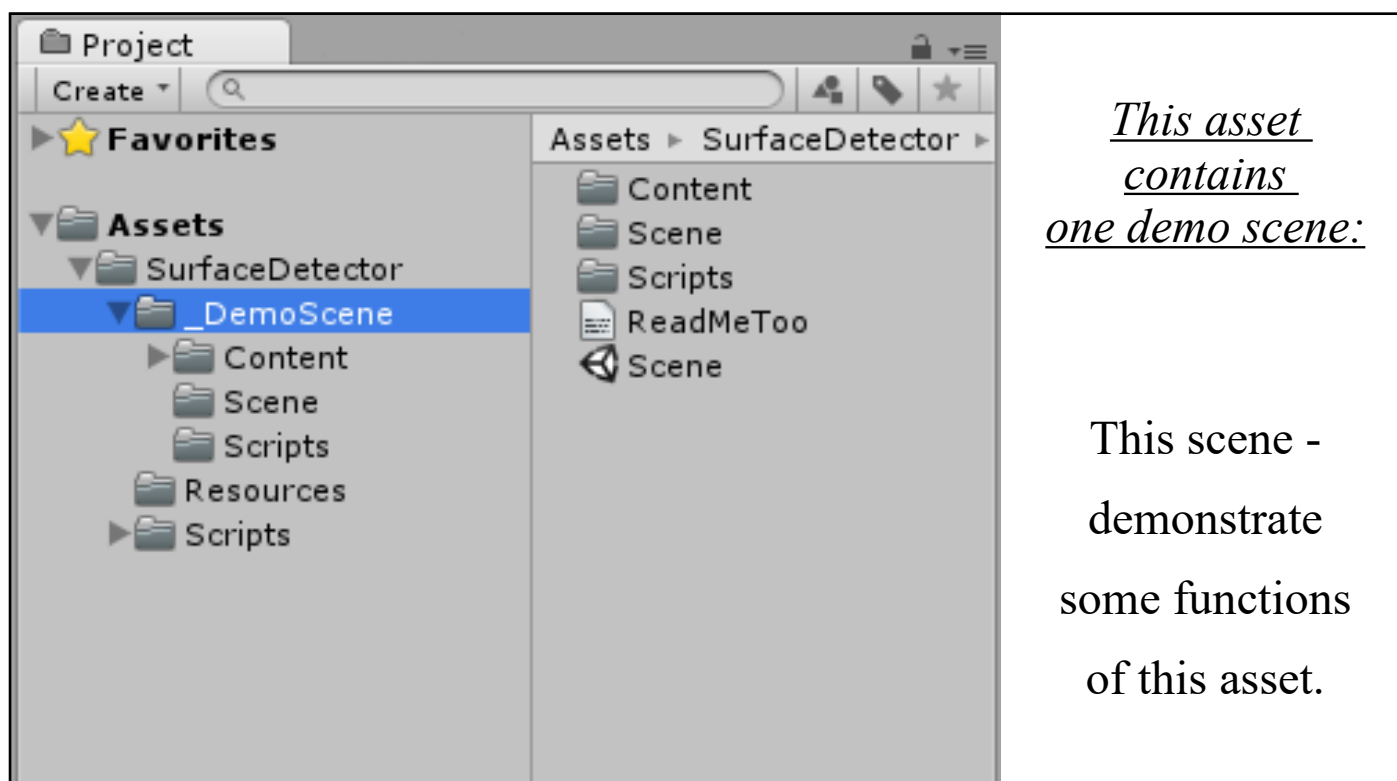 Project
Create
Favorites
Assets
SurfaceDetector
_DemoScene
Content
Scene
Scripts
Resources
Scripts
Assets ▸ SurfaceDetector ▸
Content
Scene
Scripts
ReadMeToo
Scene
This asset
contains
one demo scene:
This scene -
demonstrate
some functions
of this asset.